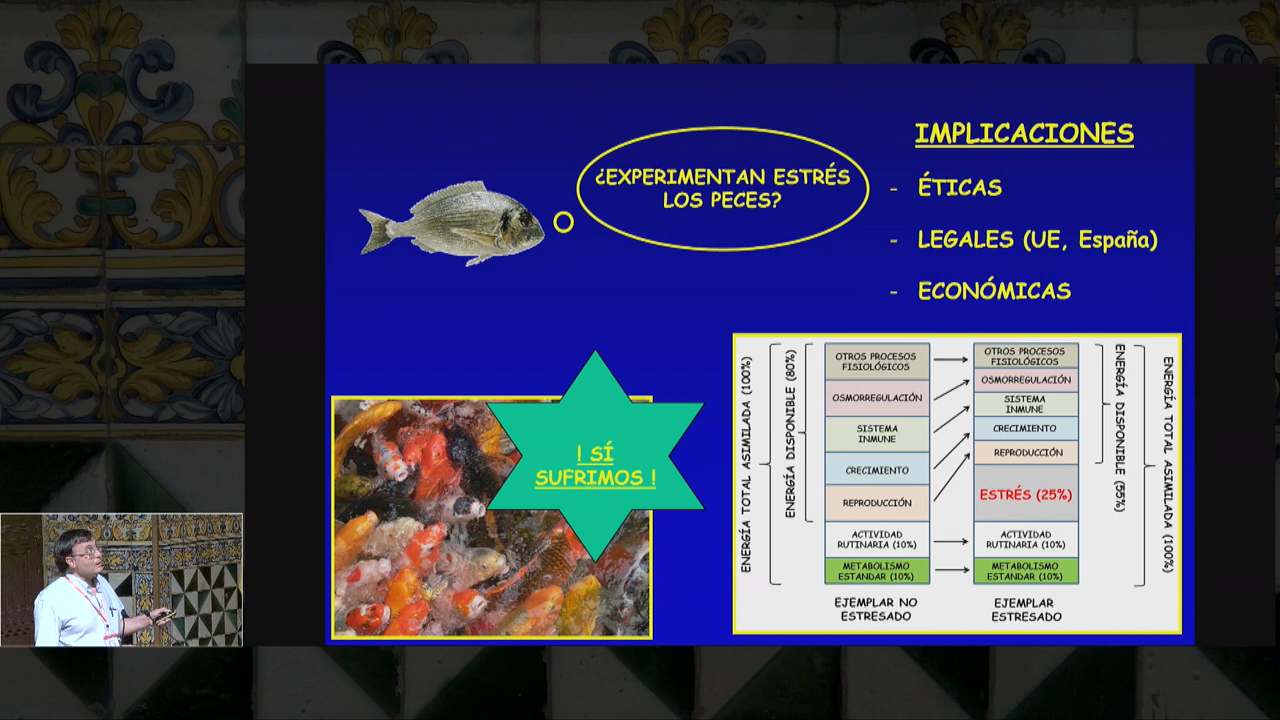 ¿EXPERIMENTAN ESTRÉS
LOS PECES?
IMPLICACIONES
- ÉTICAS
- LEGALES (UE, España)
- ECONÓMICAS
! SÍ
SUFRIMOS !
ENERGÍA TOTAL ASIMILADA (100%)
ENERGÍA DISPONIBLE (80%)
OTROS PROCESOS
FISIOLÓGICOS
OSMORREGULACIÓN
SISTEMA
INMUNE
CRECIMIENTO
REPRODUCCIÓN
ACTIVIDAD
RUTINARIA (10%)
METABOLISMO
ESTANDAR (10%)
EJEMPLAR NO
ESTRESADO
OTROS PROCESOS
FISIOLÓGICOS
OSMORREGULACIÓN
SISTEMA
INMUNE
CRECIMIENTO
REPRODUCCIÓN
ESTRÉS (25%)
ACTIVIDAD
RUTINARIA (10%)
METABOLISMO
ESTANDAR (10%)
EJEMPLAR
ESTRESADO
ENERGÍA DISPONIBLE (55%)
ENERGÍA TOTAL ASIMILADA (100%)